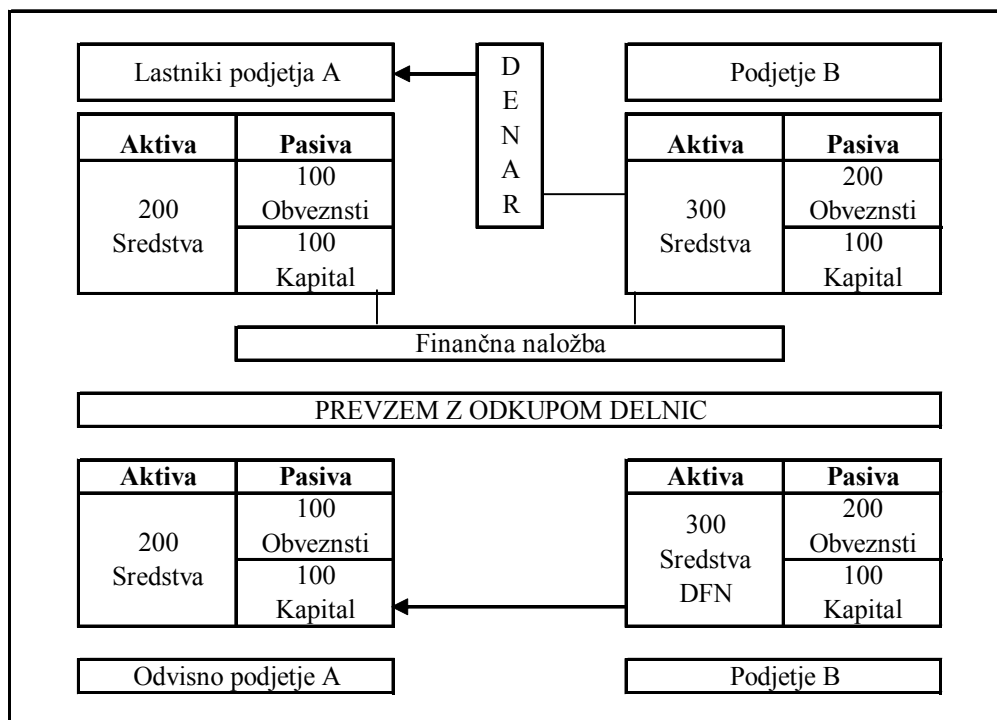 Lastniki podjetja A
D
E
N
A
R
Podjetje B
Aktiva
Pasiva
200
Sredstva
100
Obveznsti
100
Kapital
Aktiva
Pasiva
300
Sredstva
200
Obveznsti
100
Kapital
Finančna naložba
PREVZEM Z ODKUPOM DELNIC
Aktiva
Pasiva
200
Sredstva
100
Obveznsti
100
Kapital
Aktiva
Pasiva
300
Sredstva
DFN
200
Obveznsti
100
Kapital
Odvisno podjetje A
Podjetje B